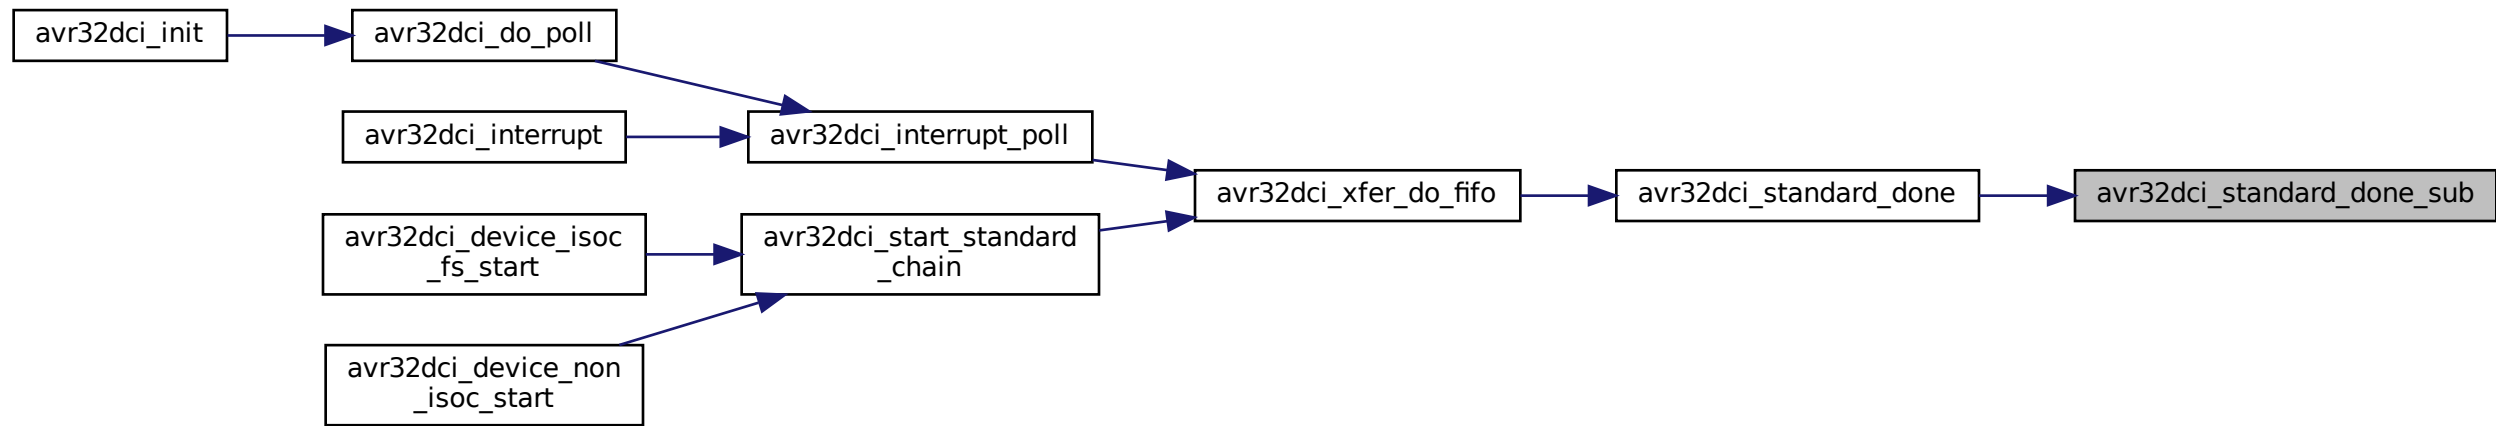 avr32dci_init
avr32dci_do_poll
avr32dci_interrupt
avr32dci_interrupt_poll
avr32dci_xfer_do_fifo
avr32dci_standard_done
avr32dci_standard_done_sub
avr32dci_device_isoc
_fs_start
avr32dci_start_standard
_chain
avr32dci_device_non
_isoc_start